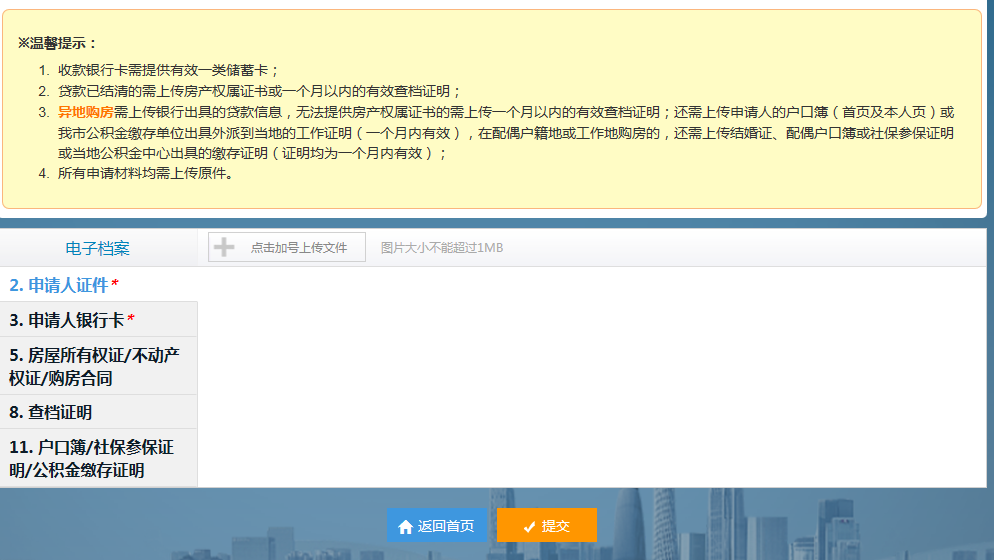 ※温馨提示：
1. 收款银行卡需提供有效一类储蓄卡；
2. 贷款已结清的需上传房产权属证书或一个月以内的有效查档证明；
3. 异地购房需上传银行出具的贷款信息，无法提供房产权属证书的需上传一个月以内的有效查档证明；还需上传申请人的户口簿（首页及本人页）或
我市公积金缴存单位出具外派到当地的工作证明（一个月内有效），在配偶户籍地或工作地购房的，还需上传结婚证、配偶户口簿或社保参保证明
或当地公积金中心出具的缴存证明（证明均为一个月内有效）；
4. 所有申请材料均需上传原件。
电子档案
点击加号上传文件
图片大小不能超过1MB
2. 申请人证件*
3. 申请人银行卡*
5. 房屋所有权证/不动产
权证/购房合同
8. 查档证明
11. 户口簿/社保参保证
明/公积金缴存证明
返回首页
提交